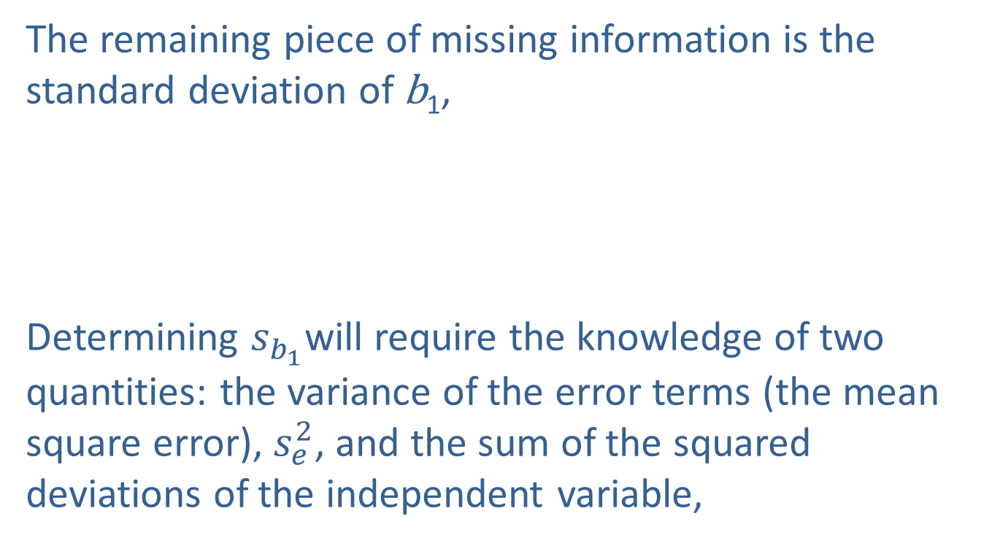 The remaining piece of missing information is the
standard deviation of b₁,
Determining s_{b₁} will require the knowledge of two
quantities: the variance of the error terms (the mean
square error), s_e^2, and the sum of the squared
deviations of the independent variable,